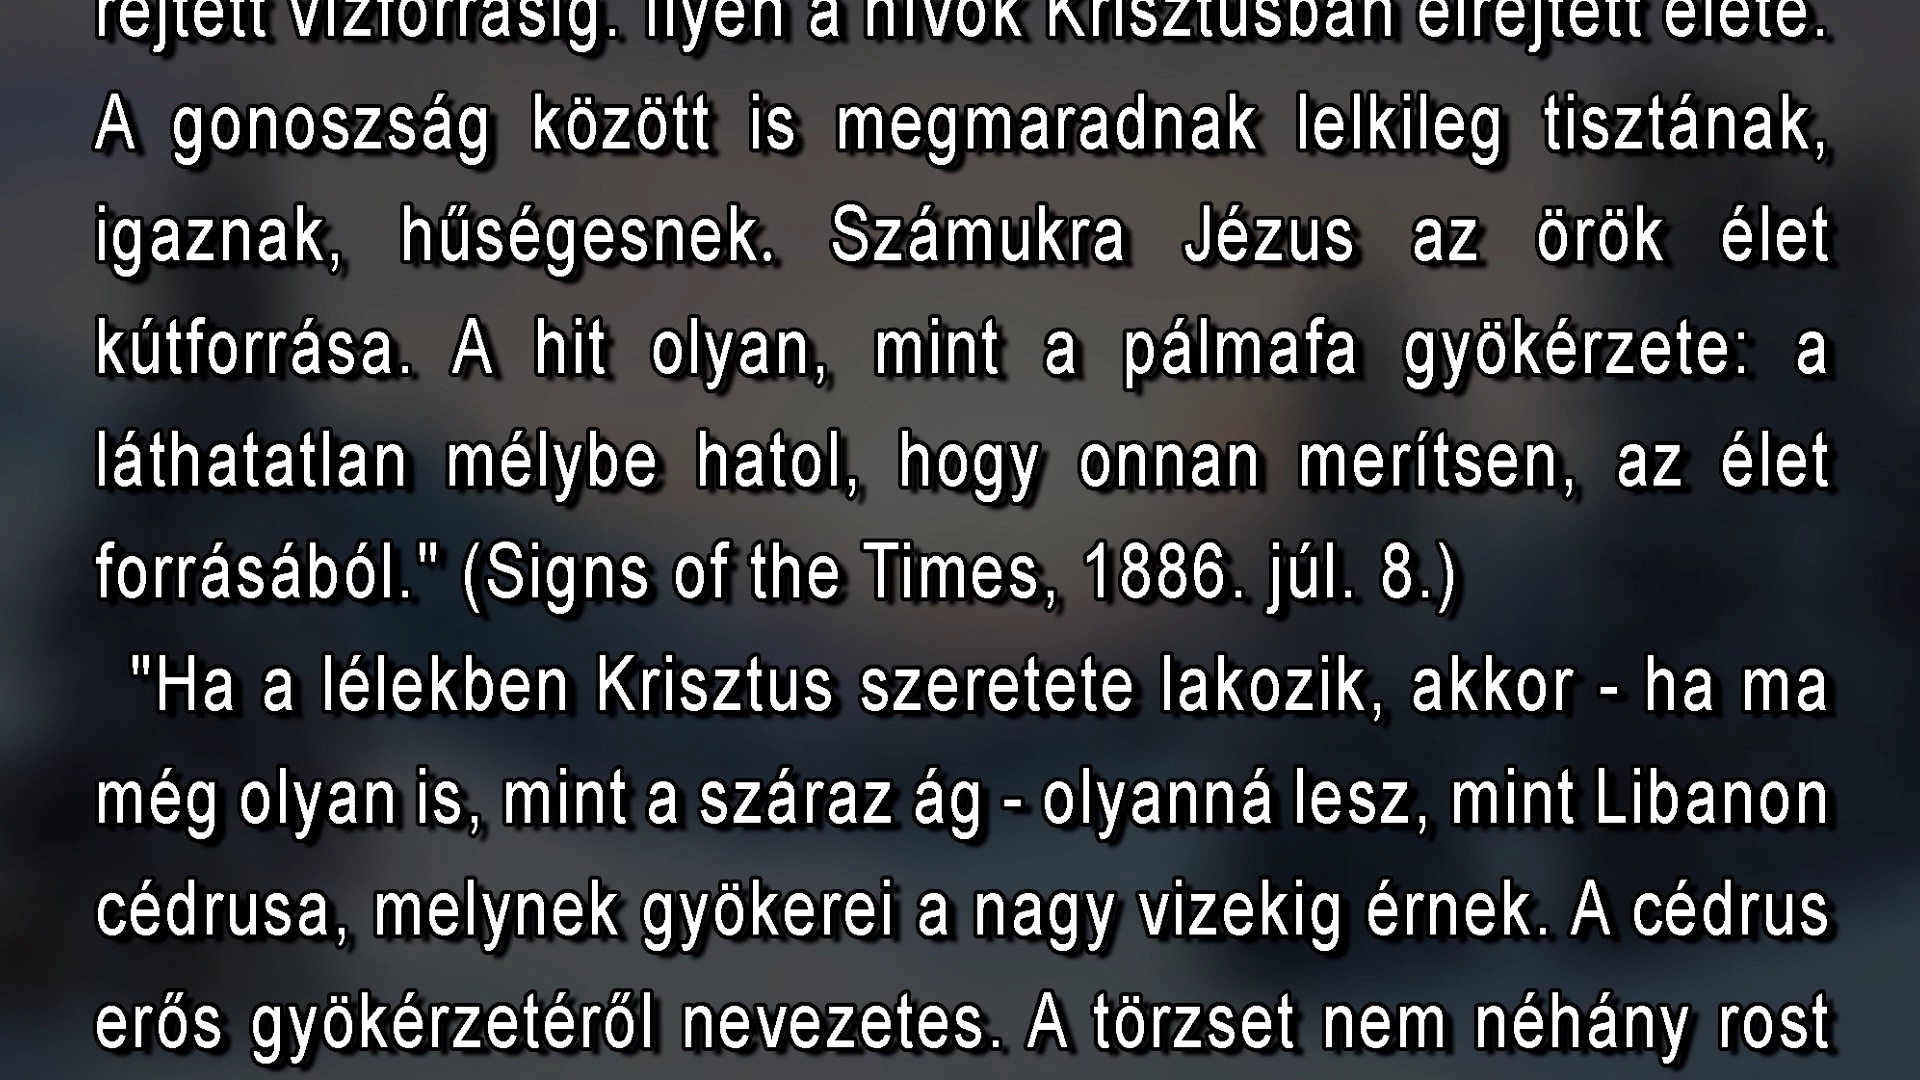 rejtett vízforrásig. Ilyen a hívők Krisztusban elrejtett élete.
A gonoszság között is megmaradnak lelkileg tisztának,
igaznak, hűségesnek. Számukra Jézus az örök élet
kútforrása. A hit olyan, mint a pálmafa gyökérzete: a
láthatatlan mélybe hatol, hogy onnan merítsen, az élet
forrásából." (Signs of the Times, 1886. júl. 8.)
"Ha a lélekben Krisztus szeretete lakozik, akkor - ha ma
még olyan is, mint a száraz ág - olyanná lesz, mint Libanon
cédrusa, melynek gyökerei a nagy vizekig érnek. A cédrus
erős gyökérzetéről nevezetes. A törzset nem néhány rost